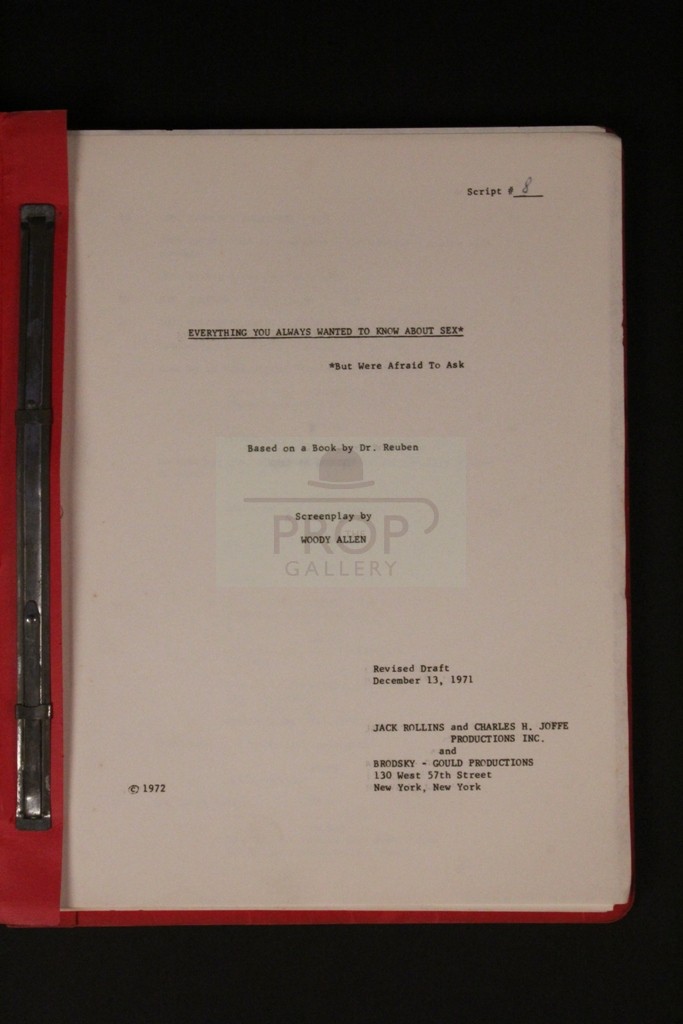 Script # 8
EVERYTHING YOU ALWAYS WANTED TO KNOW ABOUT SEX*
*But Were Afraid To Ask
Based on a Book by Dr. Reuben
Screenplay by
WOODY ALLEN
THE PROP
GALLERY
Revised Draft
December 13, 1971
JACK ROLLINS and CHARLES H. JOFFE
PRODUCTIONS INC.
and
BRODSKY - GOULD PRODUCTIONS
130 West 57th Street
New York, New York
© 1972